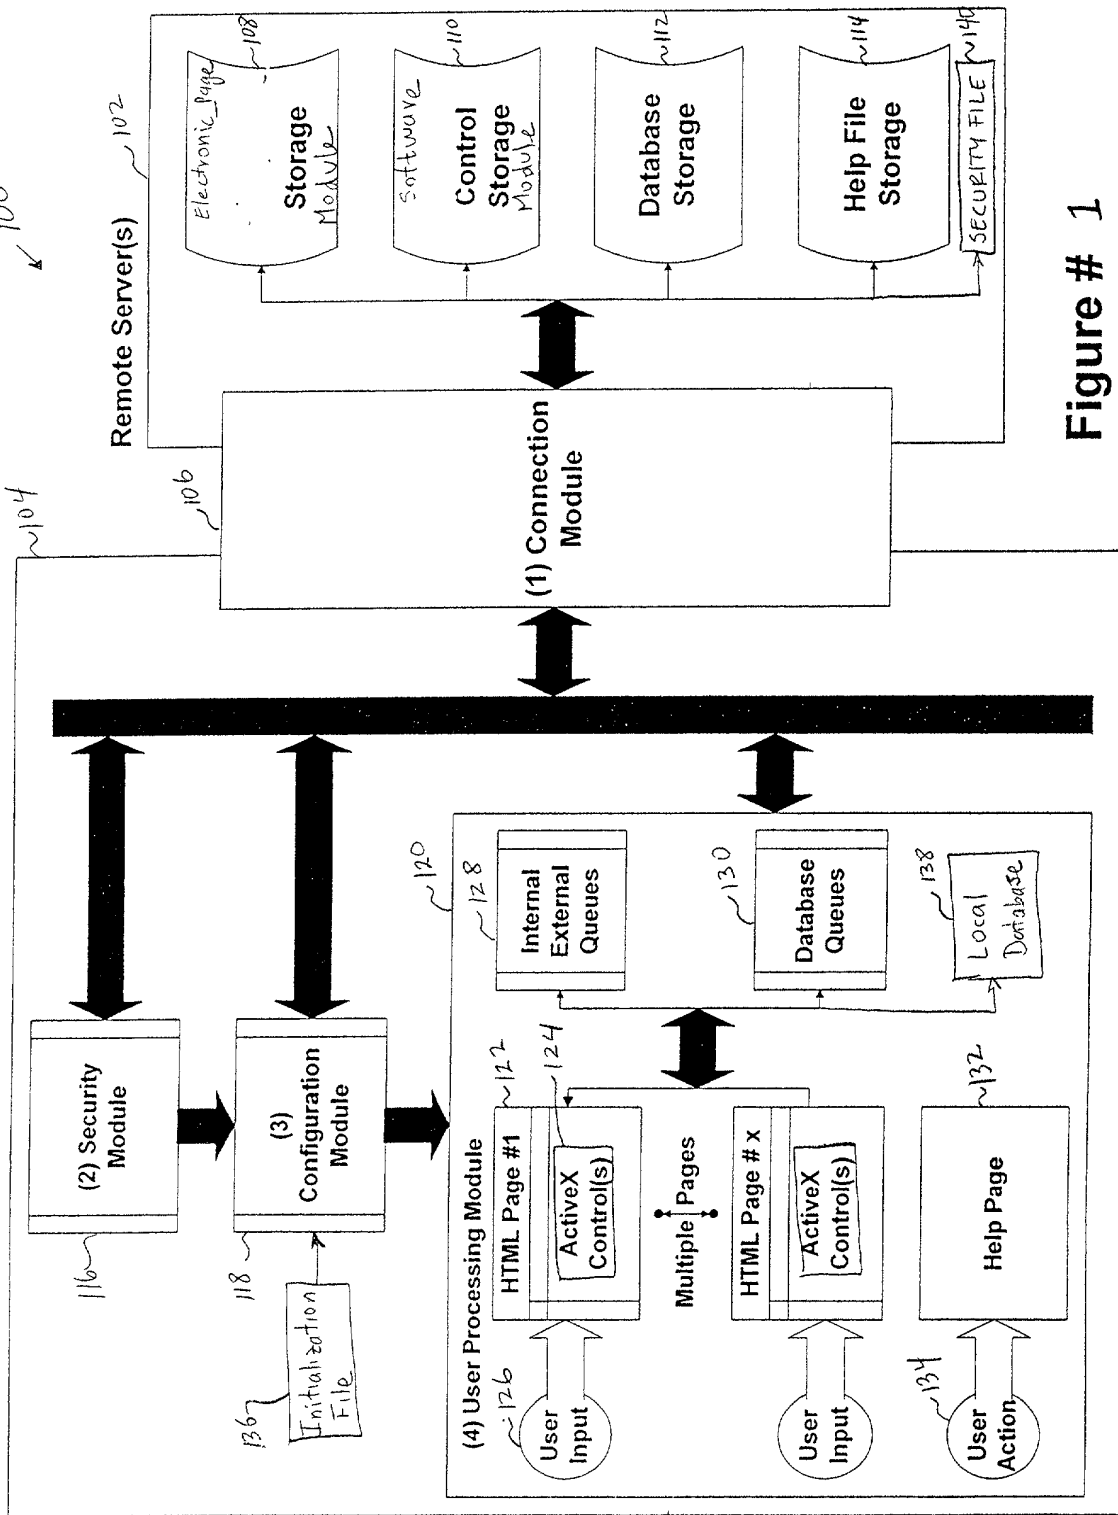 100
104
102
Remote Server(s)
106
(1) Connection
Module
Electronic Page
Storage
Module
108
Software
Control
Storage
Module
110
Database
Storage
112
Help File
Storage
114
SECURITY FILE
140
(2) Security
Module
116
(3)
Configuration
Module
118
Initialization
File
136
(4) User Processing Module
120
User
Input
126
HTML Page #1
122
ActiveX
Control(s)
124
Multiple Pages
User
Input
HTML Page # x
ActiveX
Control(s)
User
Action
134
Help Page
132
Internal
External
Queues
128
Database
Queues
130
Local
Database
138
Figure # 1